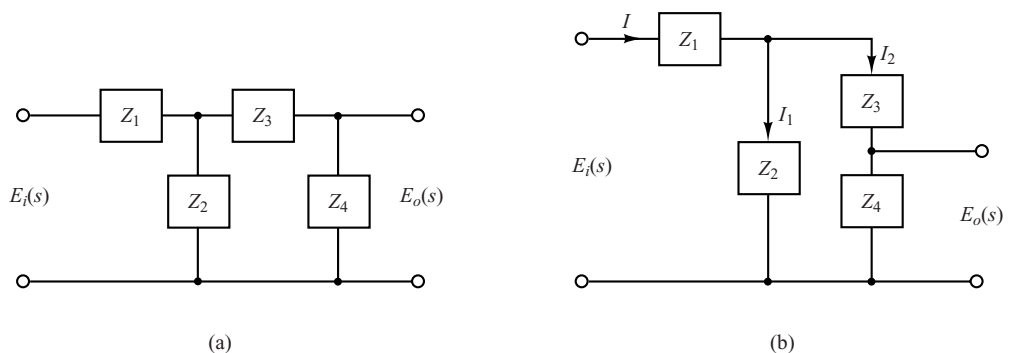 Z1
Z3
Z2
Z4
Ei(s)
Eo(s)
(a)
I
Z1
I2
Z3
I1
Z2
Ei(s)
Z4
Eo(s)
(b)